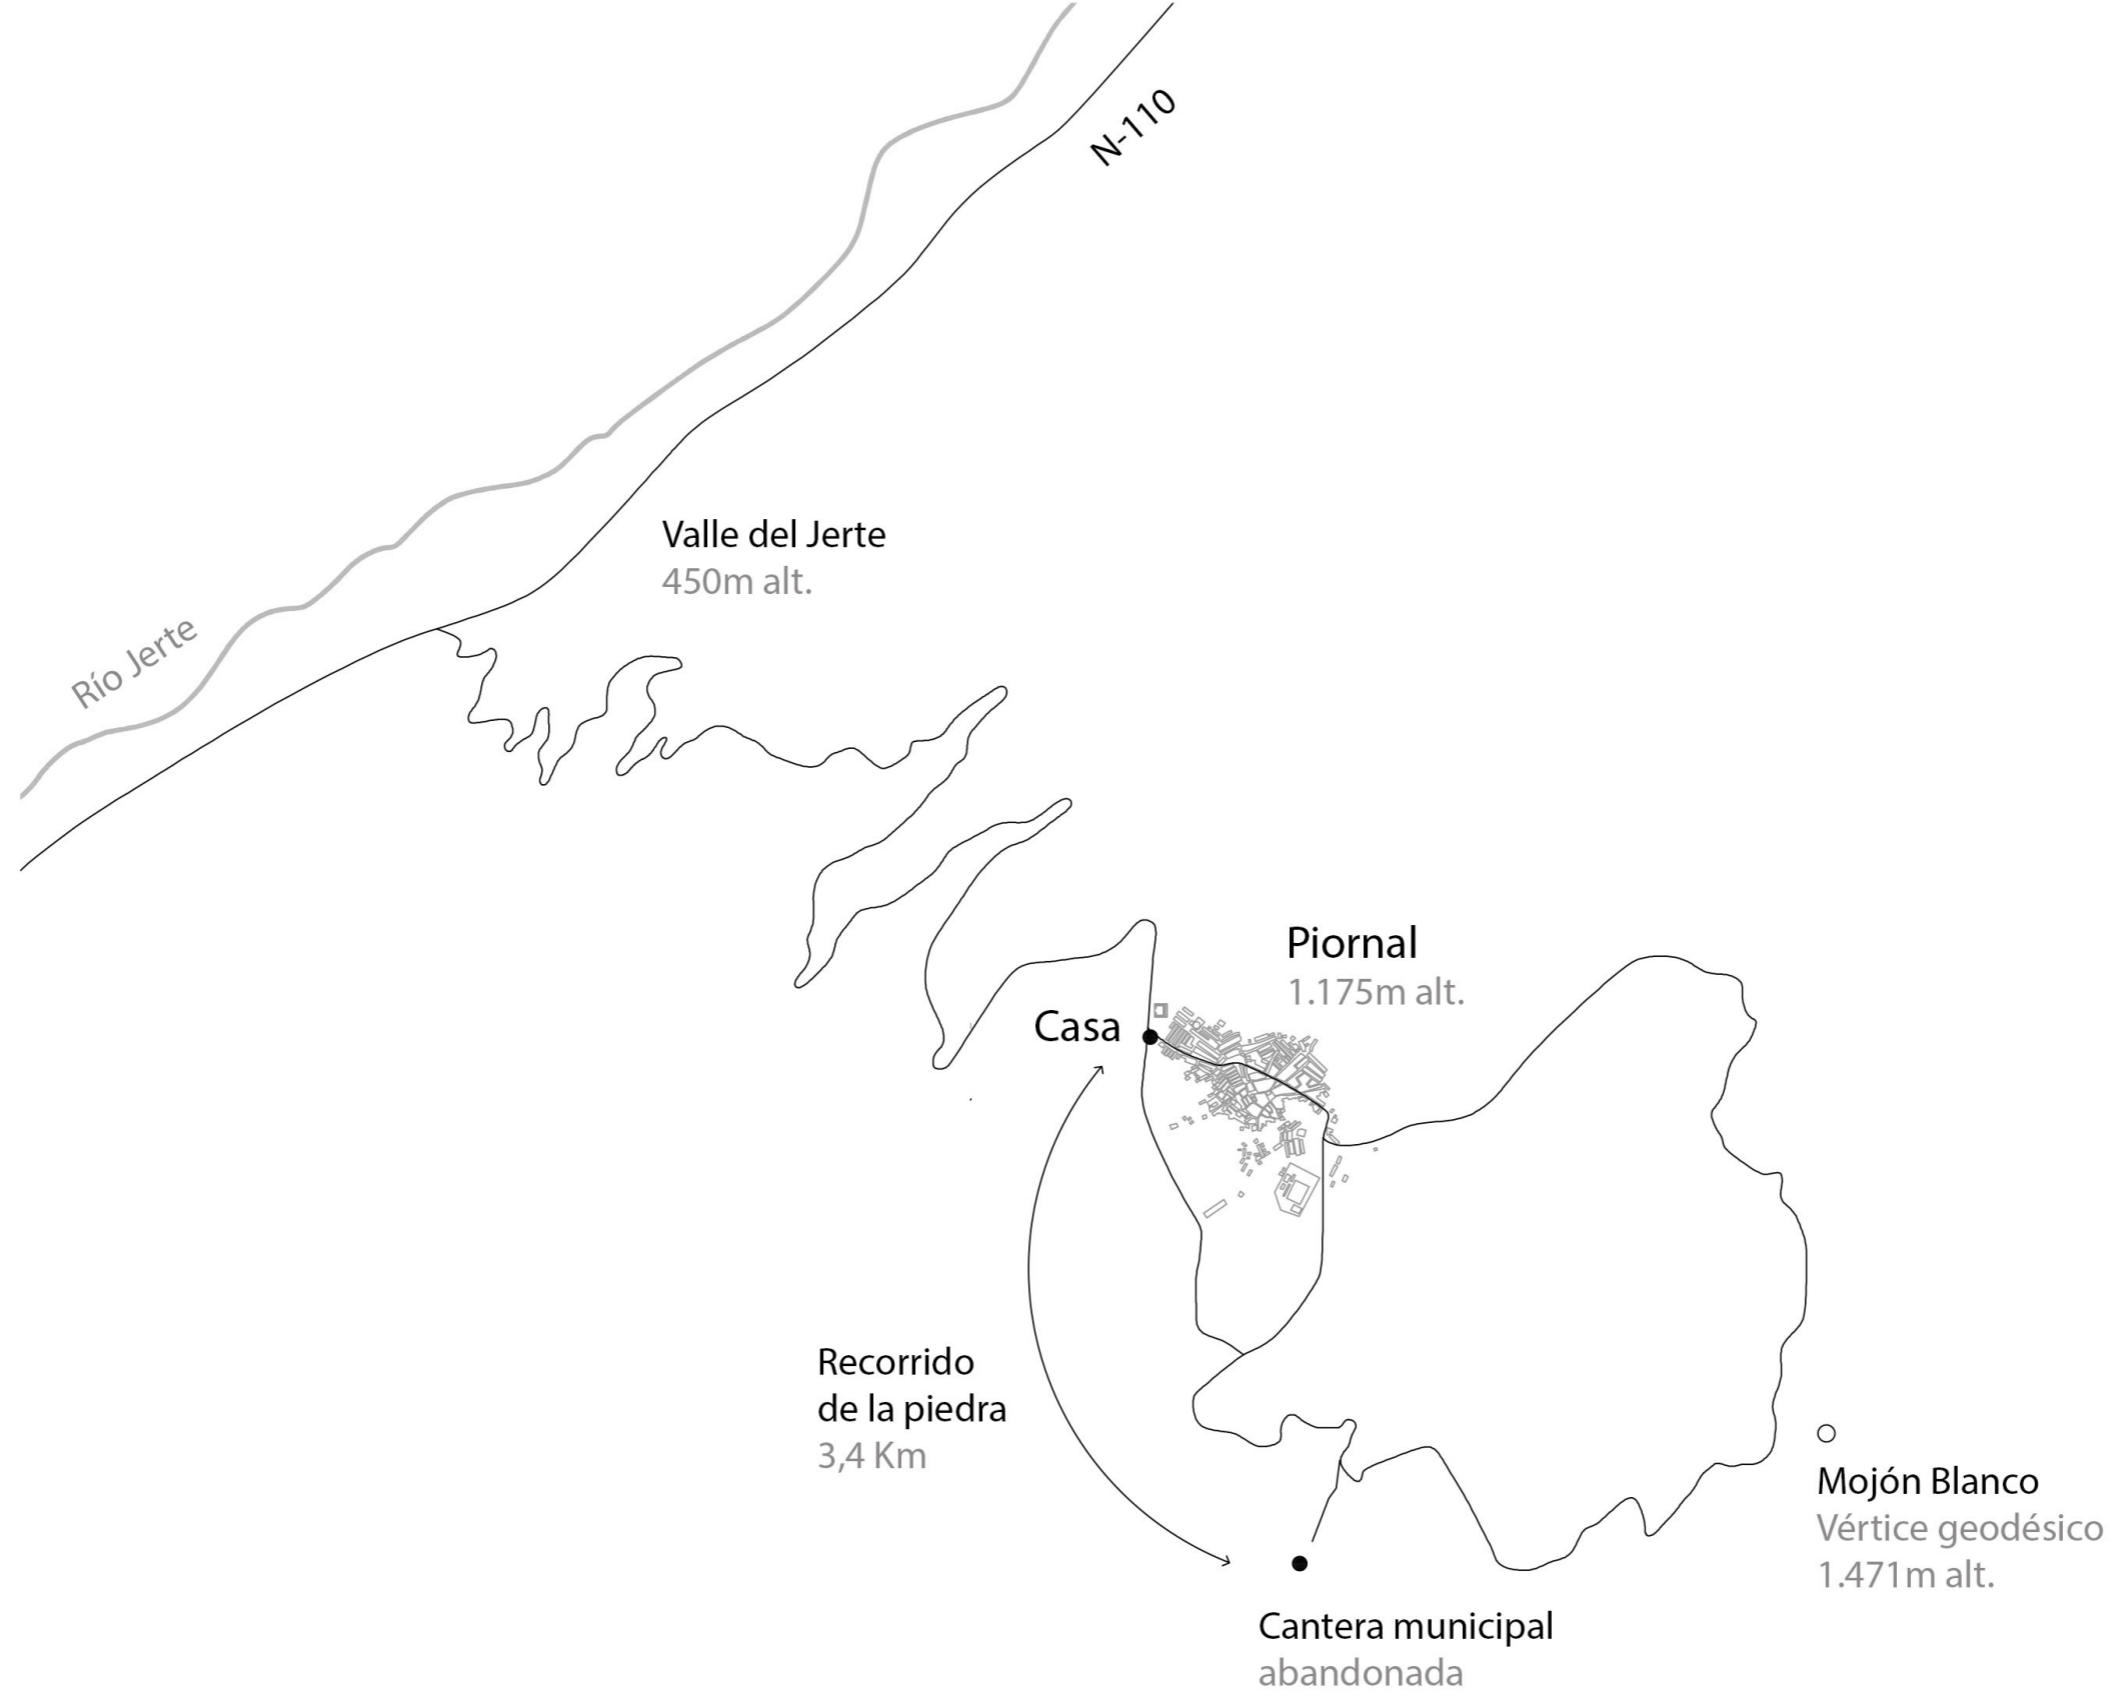 N-110
Valle del Jerte
450m alt.
Río Jerte
Piornal
1.175m alt.
Casa
Recorrido
de la piedra
3,4 Km
Mojón Blanco
Vértice geodésico
1.471m alt.
Cantera municipal
abandonada